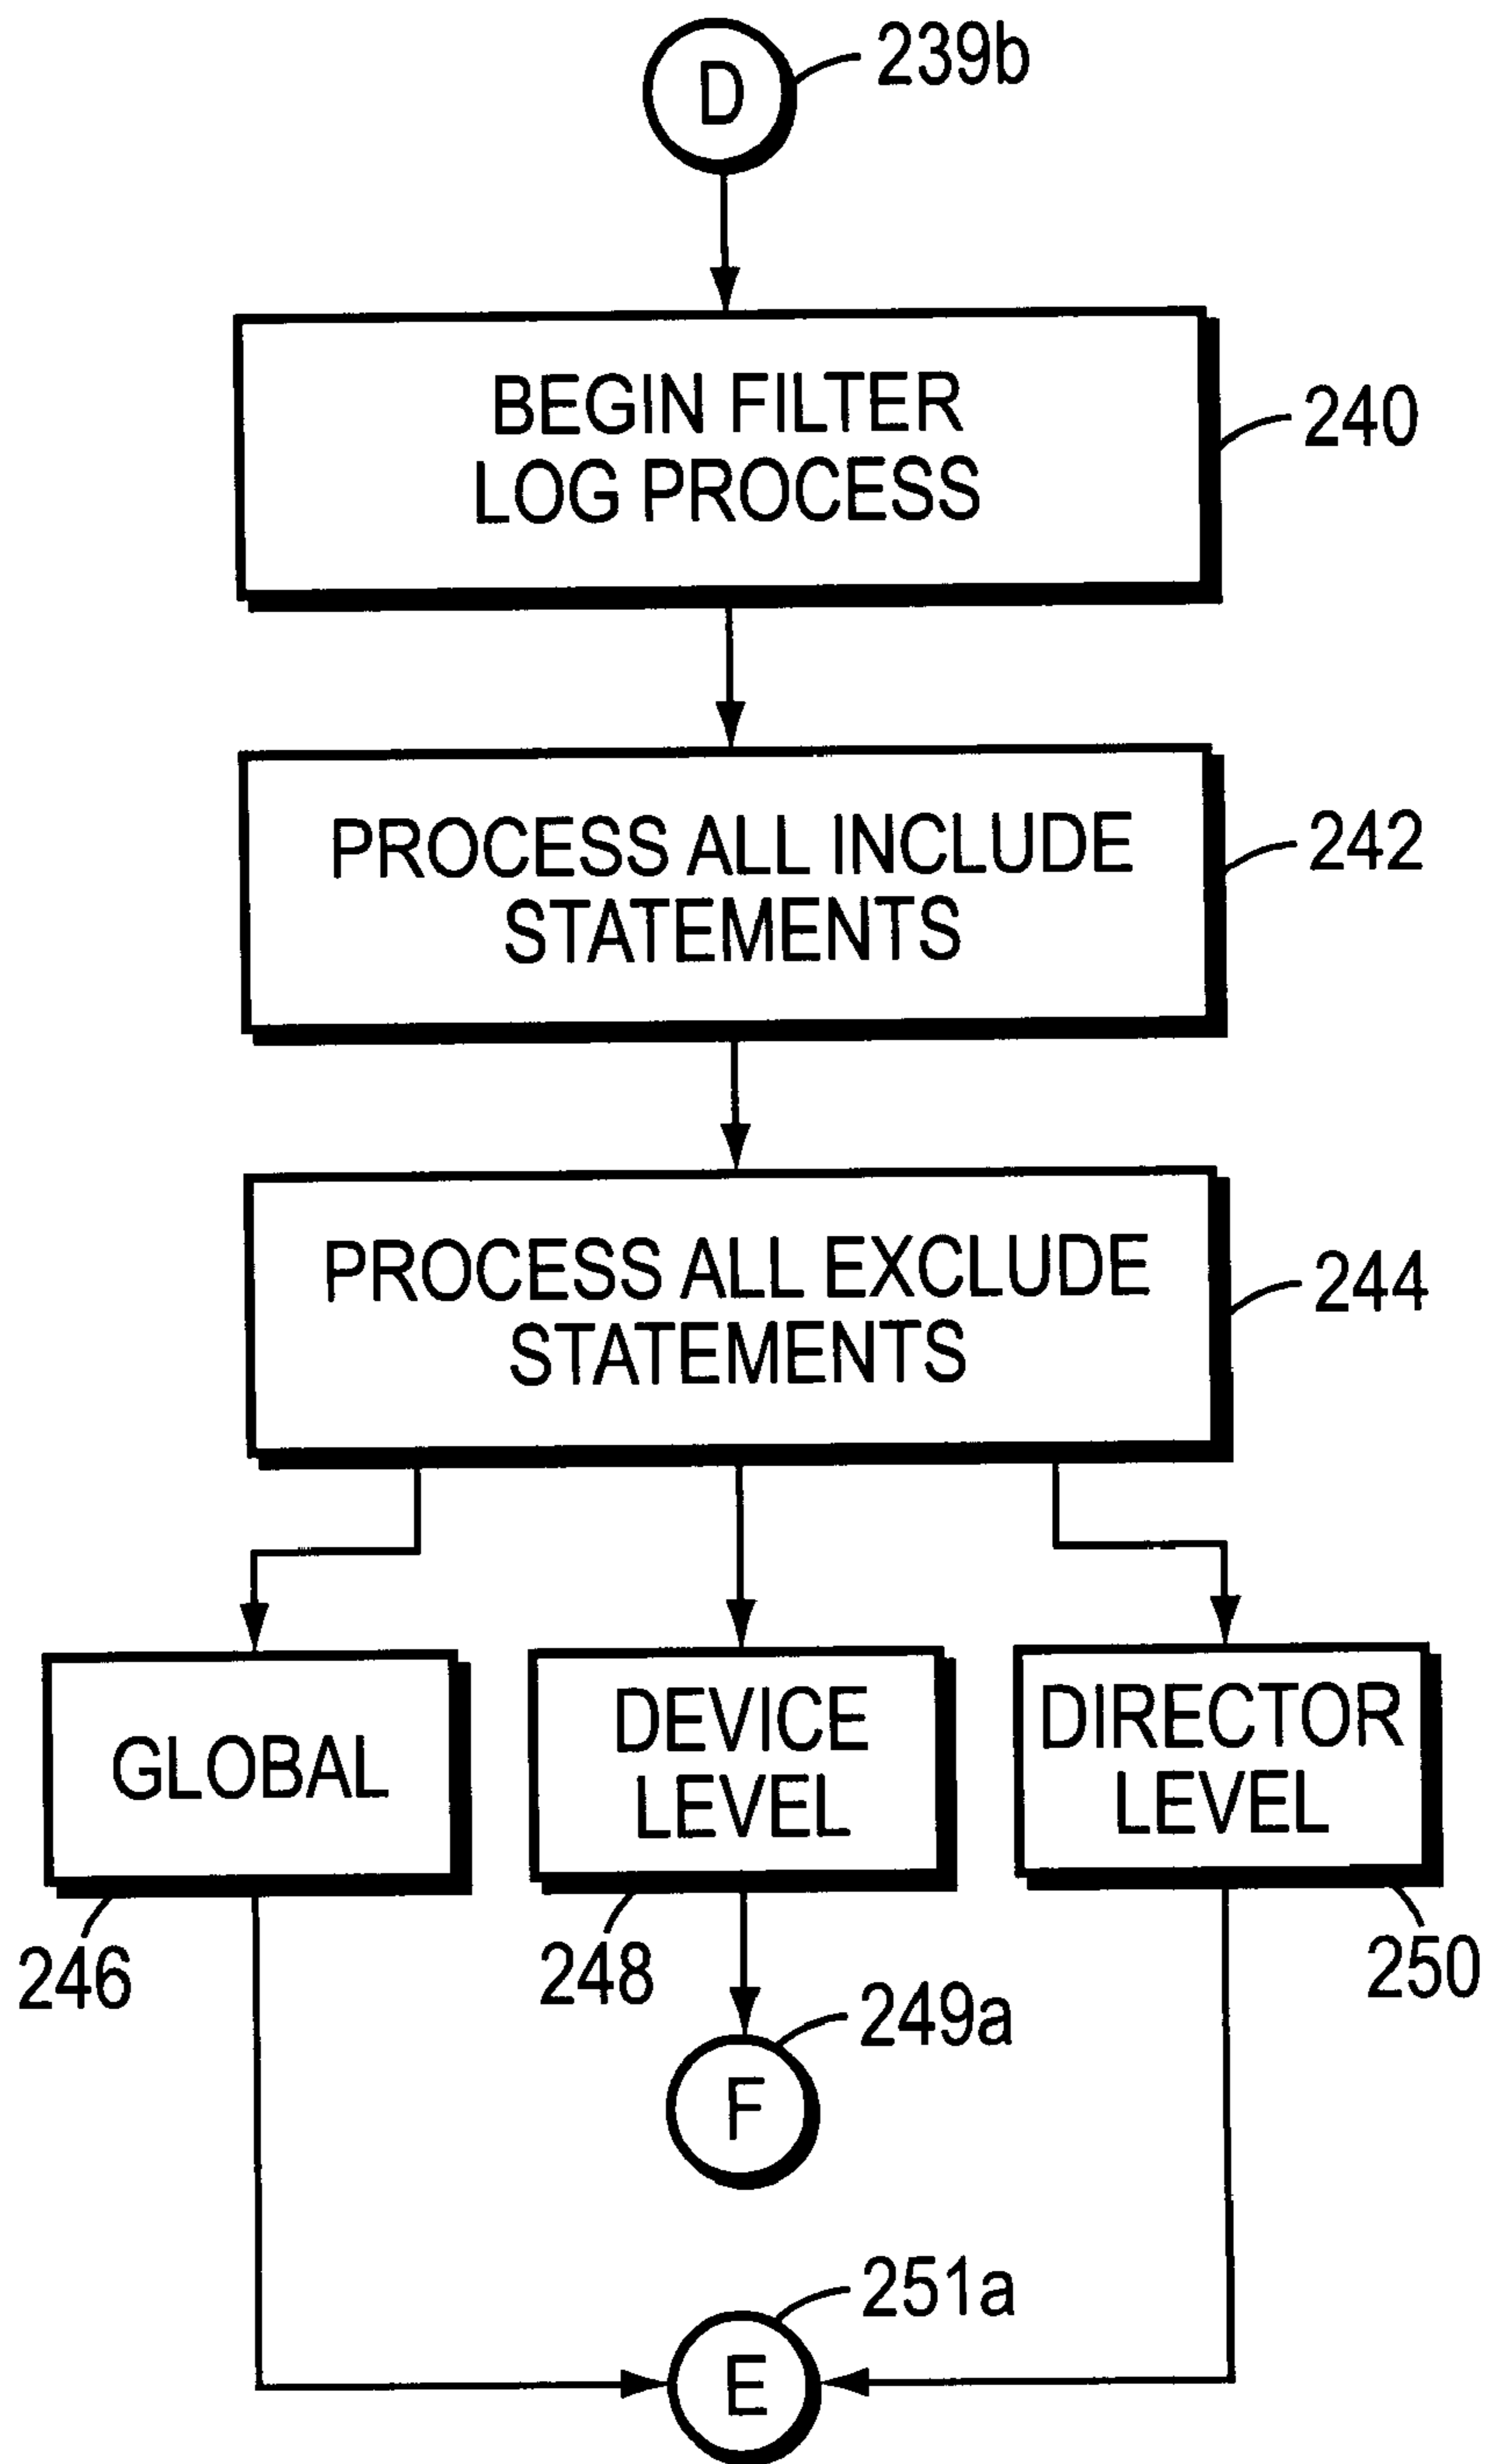 D
239b
BEGIN FILTER
LOG PROCESS
240
PROCESS ALL INCLUDE
STATEMENTS
242
PROCESS ALL EXCLUDE
STATEMENTS
244
GLOBAL
246
DEVICE
LEVEL
248
DIRECTOR
LEVEL
250
249a
F
251a
E